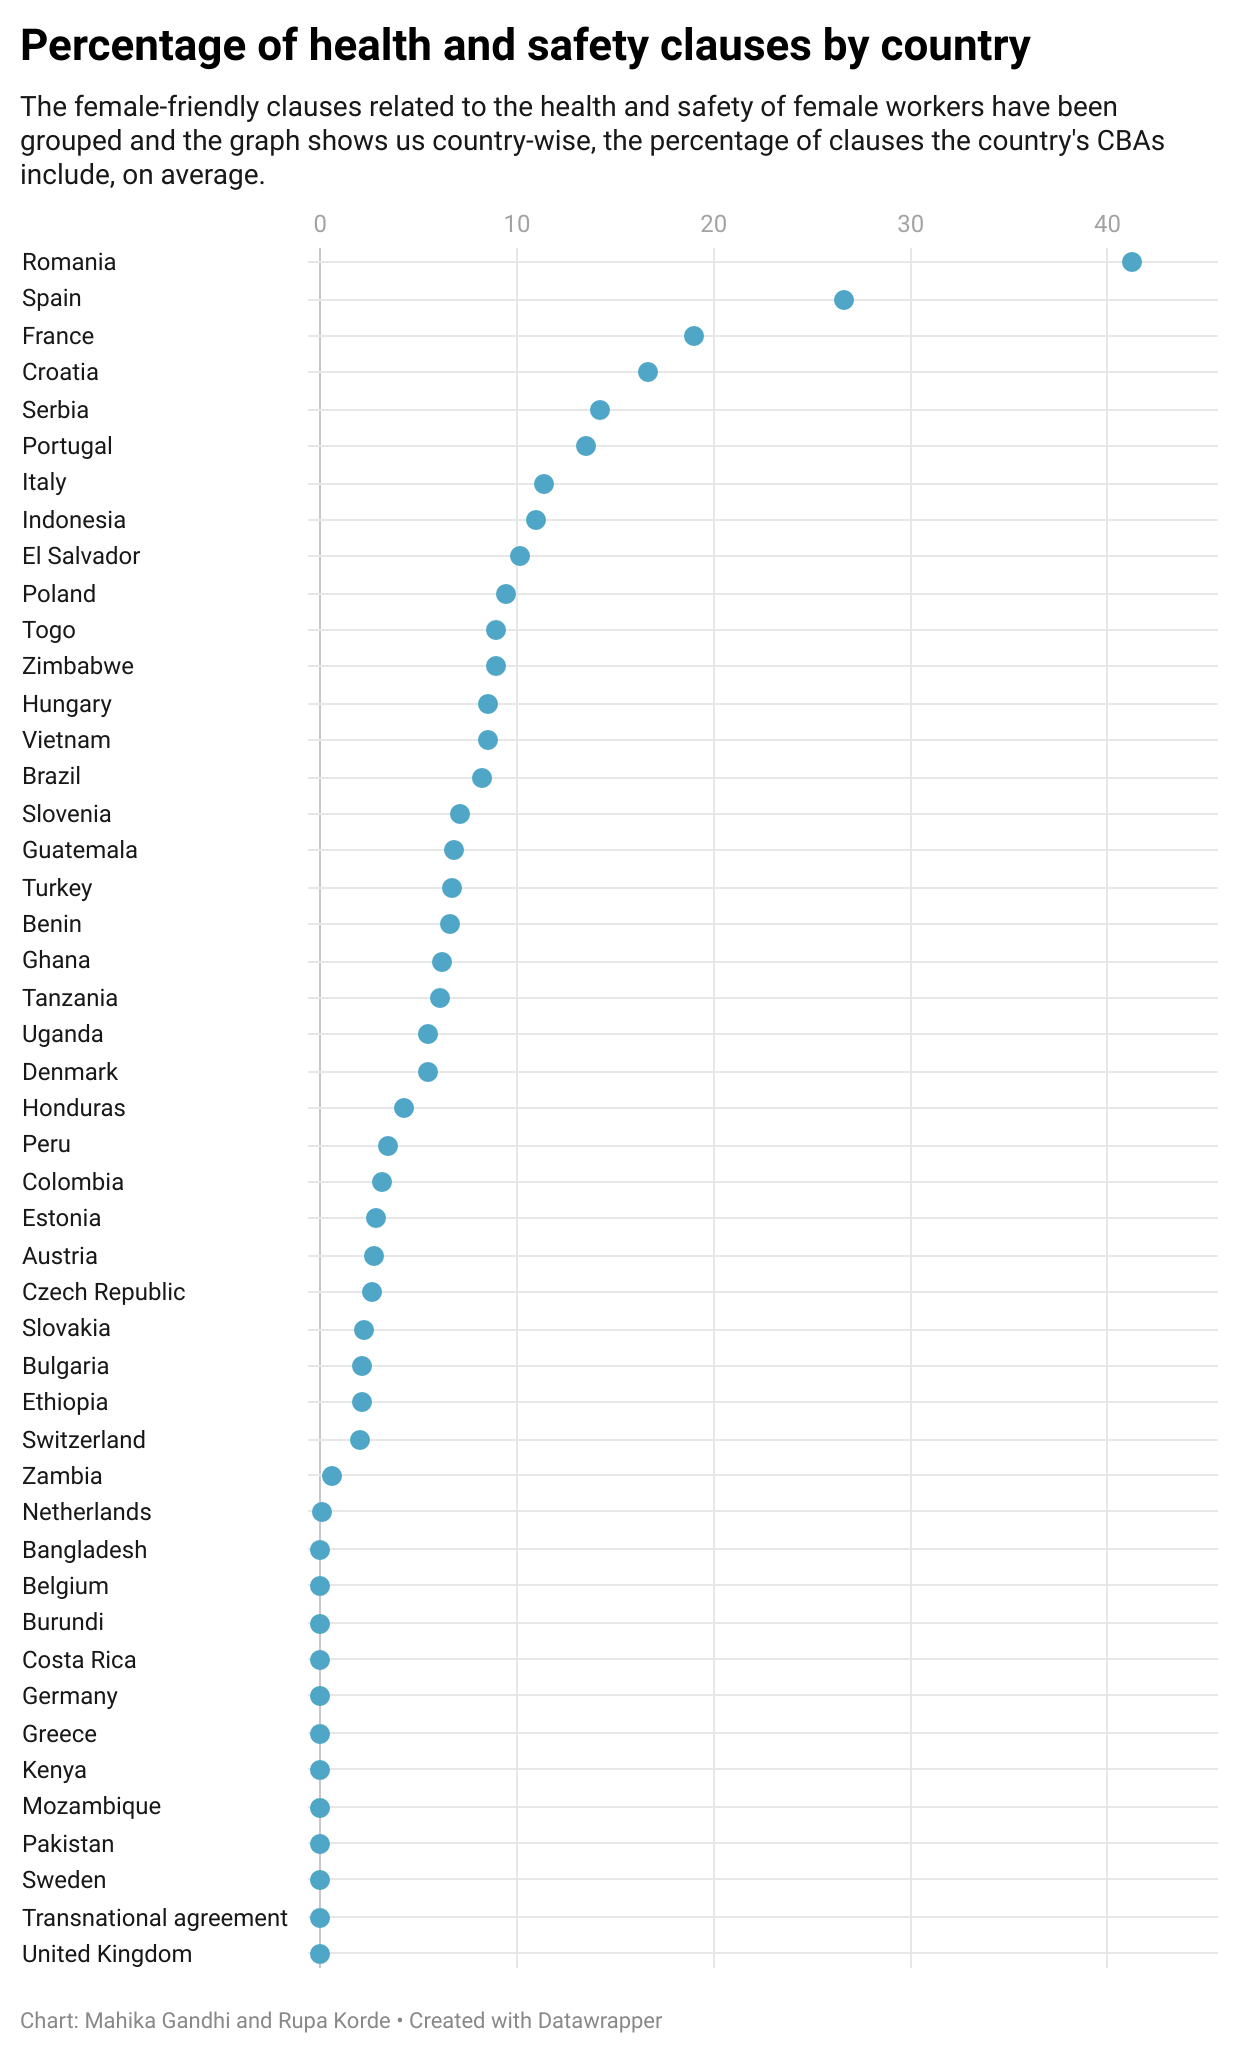 Percentage of health and safety clauses by country
The female-friendly clauses related to the health and safety of female workers have been
grouped and the graph shows us country-wise, the percentage of clauses the country's CBAs
include, on average.
0 10 20 30 40
Romania
Spain
France
Croatia
Serbia
Portugal
Italy
Indonesia
El Salvador
Poland
Togo
Zimbabwe
Hungary
Vietnam
Brazil
Slovenia
Guatemala
Turkey
Benin
Ghana
Tanzania
Uganda
Denmark
Honduras
Peru
Colombia
Estonia
Austria
Czech Republic
Slovakia
Bulgaria
Ethiopia
Switzerland
Zambia
Netherlands
Bangladesh
Belgium
Burundi
Costa Rica
Germany
Greece
Kenya
Mozambique
Pakistan
Sweden
Transnational agreement
United Kingdom
Chart: Mahika Gandhi and Rupa Korde • Created with Datawrapper